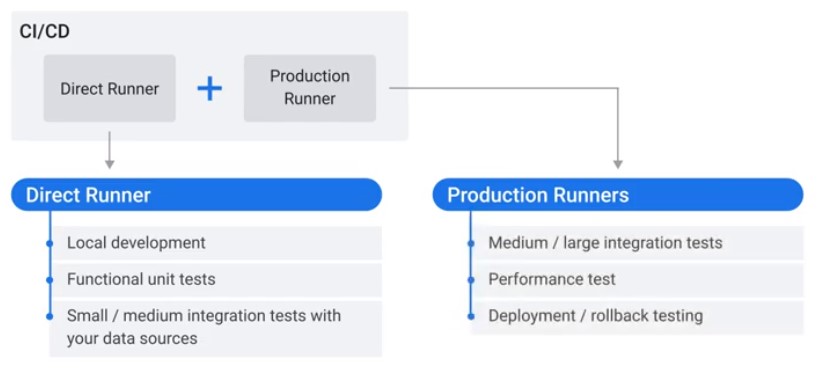 CI/CD
Direct Runner
+
Production
Runner
Direct Runner
Local development
Functional unit tests
Small / medium integration tests with
your data sources
Production Runners
Medium / large integration tests
Performance test
Deployment / rollback testing